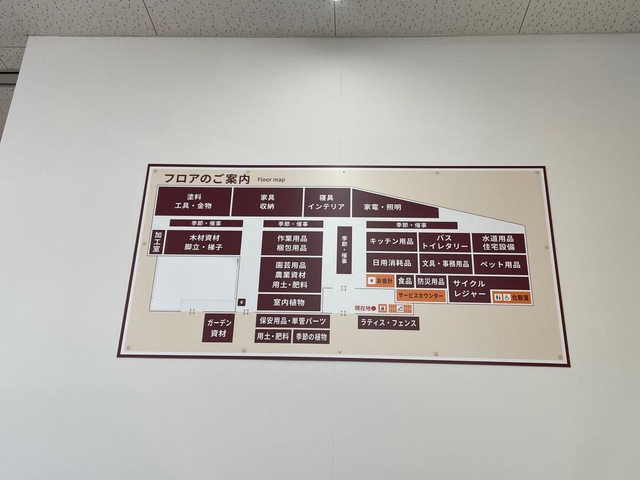 フロアのご案内 Floor map
塗料
工具・金物
家具
収納
寝具
インテリア
家電・照明
季節・催事
季節・催事
季節・催事
季節・催事
加工室
木材資材
脚立・梯子
作業用品
梱包用品
キッチン用品
バス
トイレタリー
水道用品
住宅設備
園芸用品
農業資材
用土・肥料
日用消耗品
文具・事務用品
ペット用品
お会計
食品
防災用品
サイクル
レジャー
サービスカウンター
化粧室
室内植物
現在地
ガーデン
資材
保安用品・単管パーツ
ラティス・フェンス
用土・肥料
季節の植物